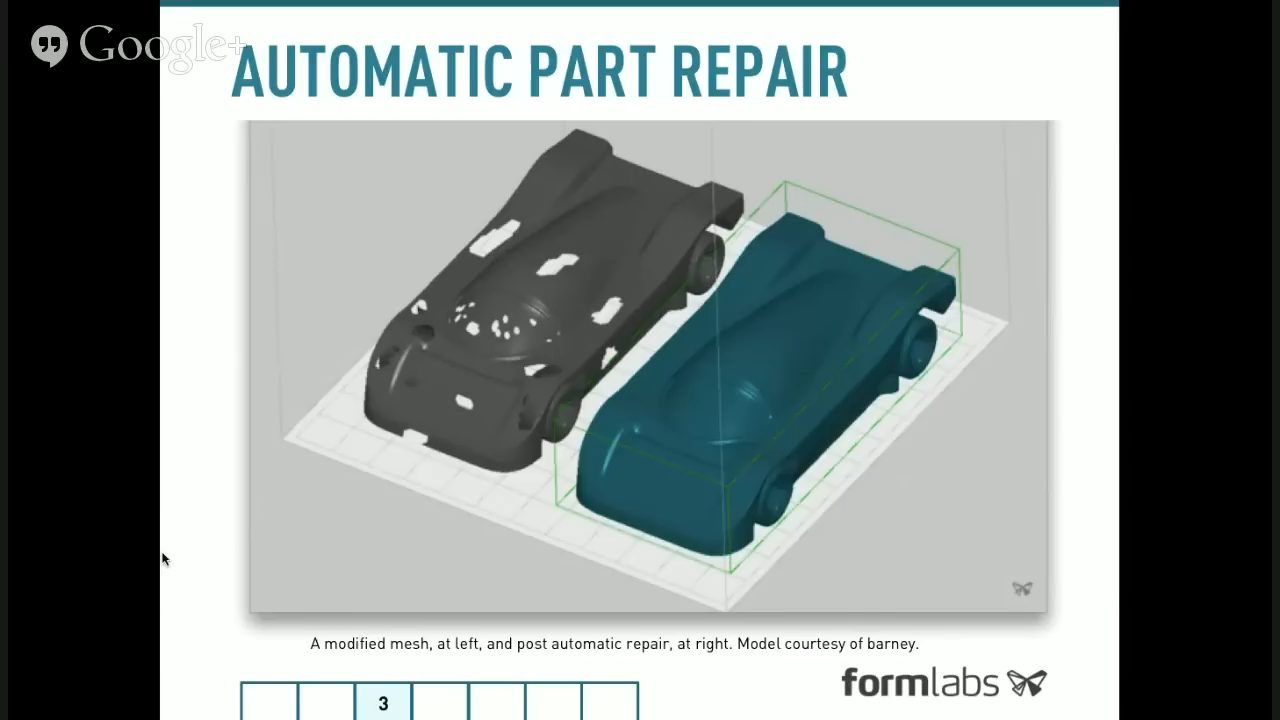 Google+
AUTOMATIC PART REPAIR
A modified mesh, at left, and post automatic repair, at right. Model courtesy of barney.
formlabs
3